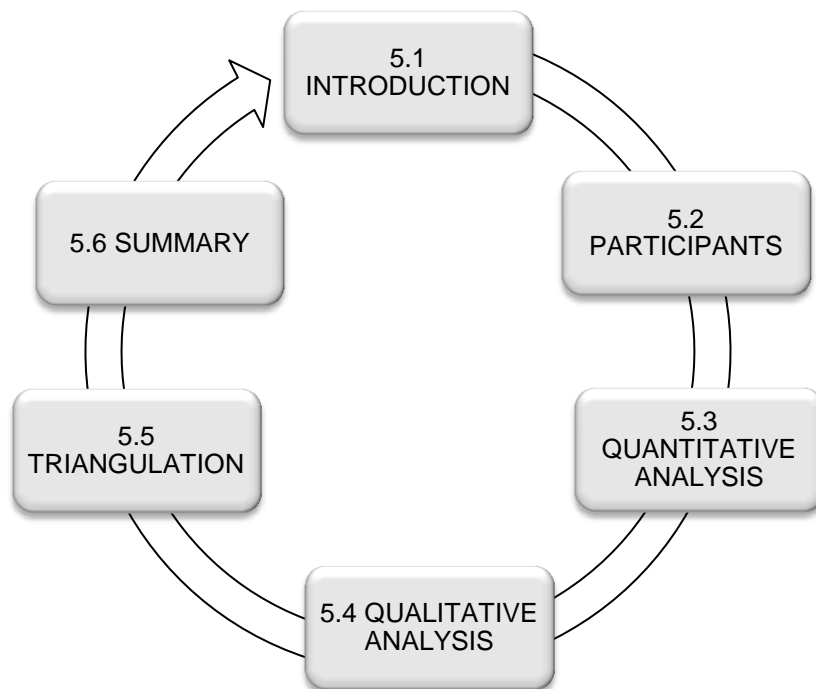 5.1
INTRODUCTION
5.2
PARTICIPANTS
5.3
QUANTITATIVE
ANALYSIS
5.4 QUALITATIVE
ANALYSIS
5.5
TRIANGULATION
5.6 SUMMARY